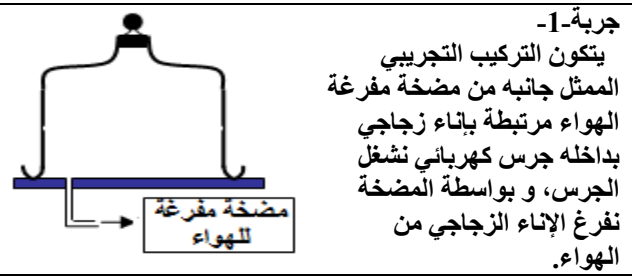 جربة-1-
يتكون التركيب التجريبي
الممثل جانبه من مضخة مفرغة
الهواء مرتبطة بإناء زجاجي
بداخله جرس كهربائي نشغل
الجرس، و بواسطة المضخة
نفرغ الإناء الزجاجي من
الهواء.
مضخة مفرغة
للهواء